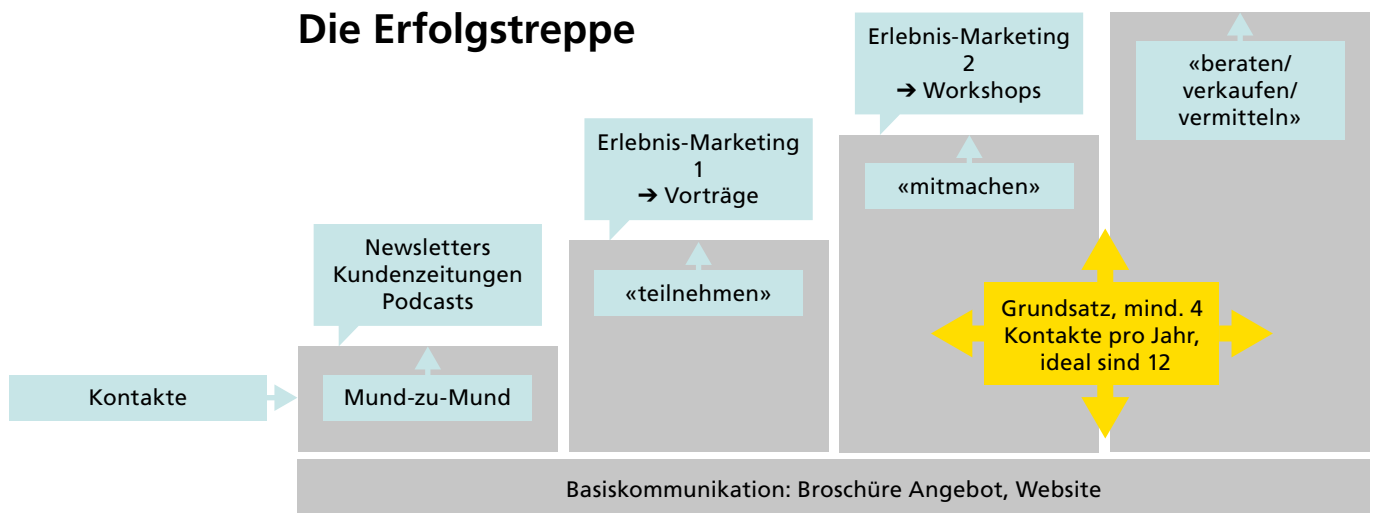 Die Erfolgstreppe
Kontakte
Newsletters
Kundenzeitungen
Podcasts
Mund-zu-Mund
Erlebnis-Marketing
1
➔ Vorträge
«teilnehmen»
Erlebnis-Marketing
2
➔ Workshops
«mitmachen»
«beraten/
verkaufen/
vermitteln»
Grundsatz, mind. 4
Kontakte pro Jahr,
ideal sind 12
Basiskommunikation: Broschüre Angebot, Website